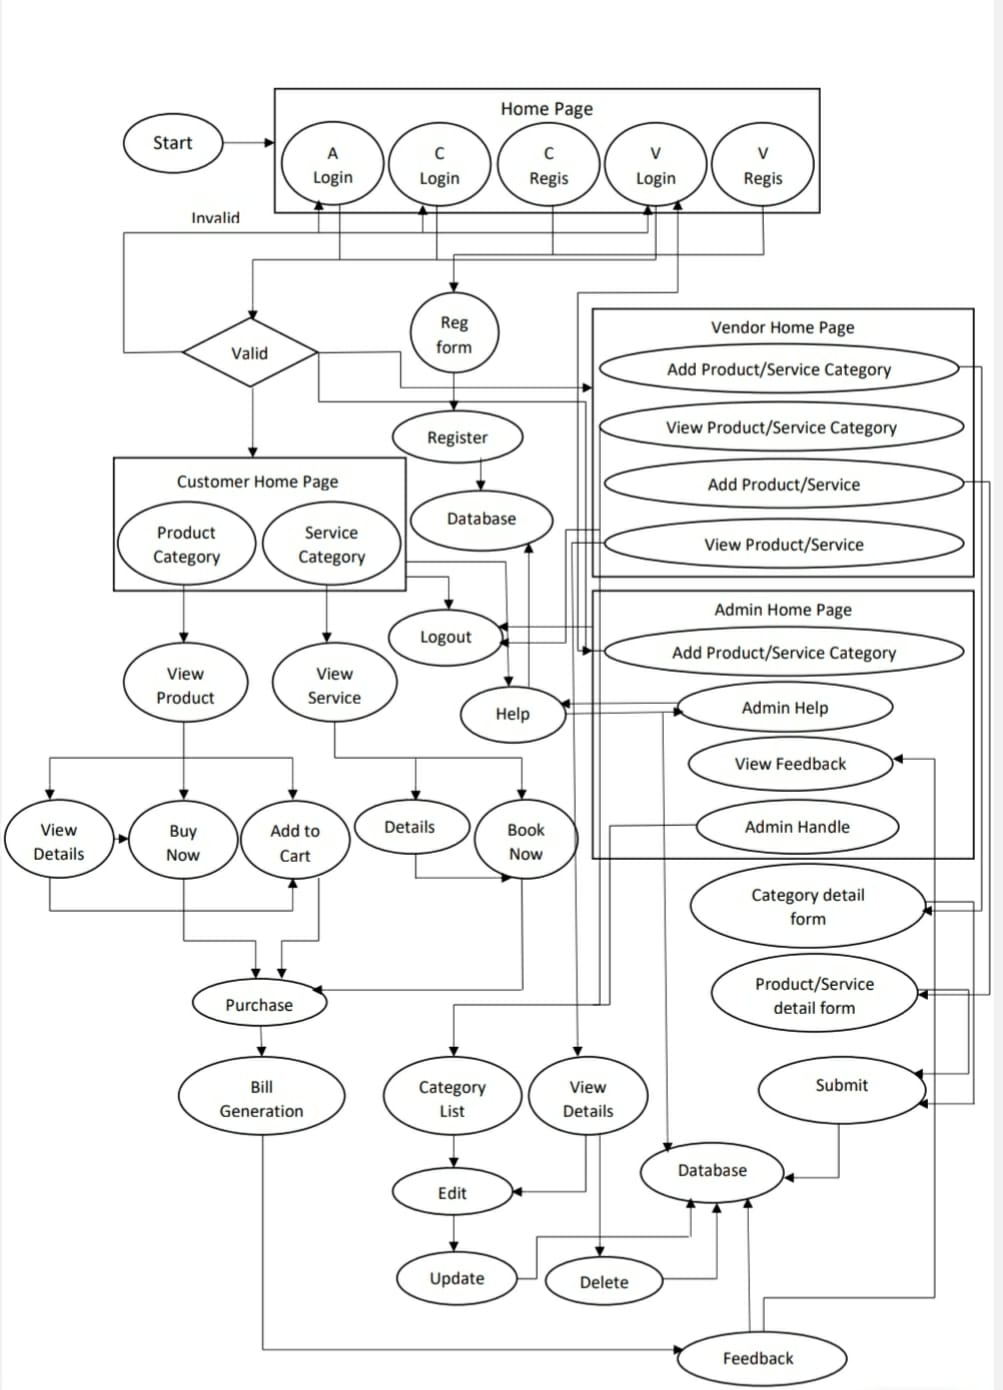 Home Page
Start
A
Login
C
Login
C
Regis
V
Login
V
Regis
Invalid
Reg
form
Valid
Vendor Home Page
Add Product/Service Category
View Product/Service Category
Add Product/Service
View Product/Service
Register
Database
Customer Home Page
Product
Category
Service
Category
Logout
Help
Admin Home Page
Add Product/Service Category
Admin Help
View Feedback
Admin Handle
View
Product
View
Service
View
Details
Buy
Now
Add to
Cart
Details
Book
Now
Category detail
form
Product/Service
detail form
Purchase
Bill
Generation
Category
List
View
Details
Submit
Database
Edit
Update
Delete
Feedback